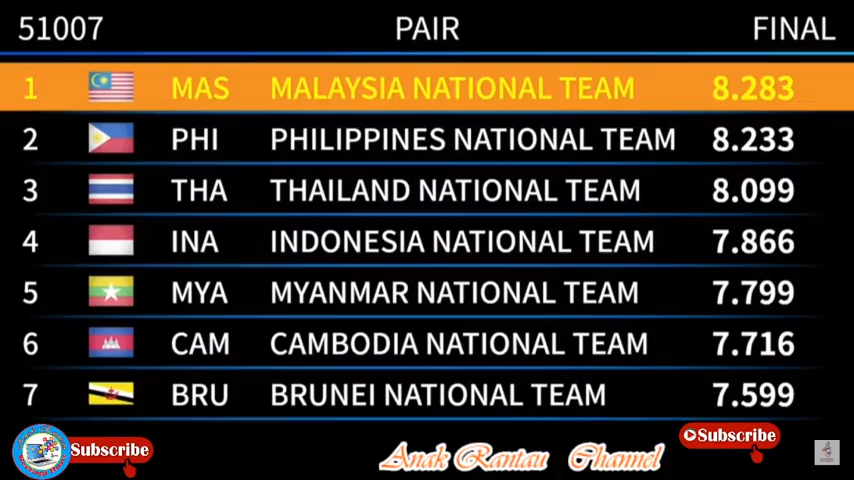 51007 PAIR FINAL
1 MAS MALAYSIA NATIONAL TEAM 8.283
2 PHI PHILIPPINES NATIONAL TEAM 8.233
3 THA THAILAND NATIONAL TEAM 8.099
4 INA INDONESIA NATIONAL TEAM 7.866
5 MYA MYANMAR NATIONAL TEAM 7.799
6 CAM CAMBODIA NATIONAL TEAM 7.716
7 BRU BRUNEI NATIONAL TEAM 7.599
Subscribe
Anak Rantau Channel
Subscribe